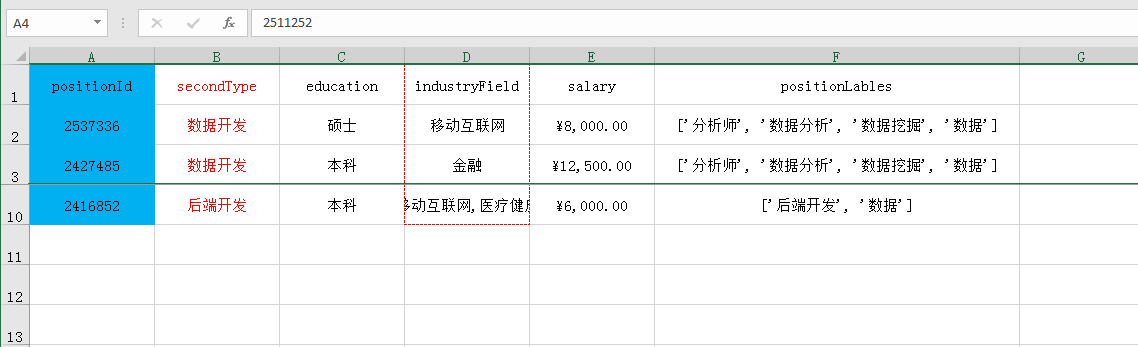 A4 fx 2511252
A B C D E F G
1 positionId secondType education industryField salary positionLables
2 2537336 数据开发 硕士 移动互联网 ¥8,000.00 ['分析师', '数据分析', '数据挖掘', '数据']
3 2427485 数据开发 本科 金融 ¥12,500.00 ['分析师', '数据分析', '数据挖掘', '数据']
10 2416852 后端开发 本科 移动互联网,医疗健康 ¥6,000.00 ['后端开发', '数据']
11
12
13